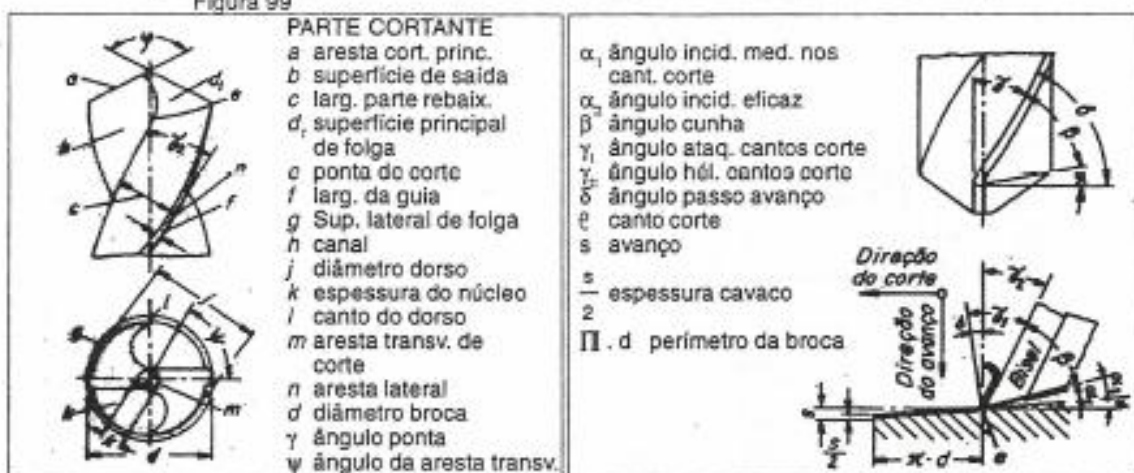 Figura 99
PARTE CORTANTE
a aresta cort. princ.
b superfície de saída
c larg. parte rebaix.
d₁ superfície principal
de folga
e ponta de corte
f larg. da guia
g Sup. lateral de folga
h canal
j diâmetro dorso
k espessura do núcleo
l canto do dorso
m aresta transv. de
corte
n aresta lateral
d diâmetro broca
γ ângulo ponta
ψ ângulo da aresta transv.
α₁ ângulo incid. med. nos
cant. corte
α₂ ângulo incid. eficaz
β ângulo cunha
γ₁ ângulo ataq. cantos corte
γ₂ ângulo hél. cantos corte
δ ângulo passo avanço
e canto corte
s avanço
s/2 espessura cavaco
Π . d perímetro da broca
Direção
do corte
Direção
do avanço
Bisel
s
s/2
π · d
e